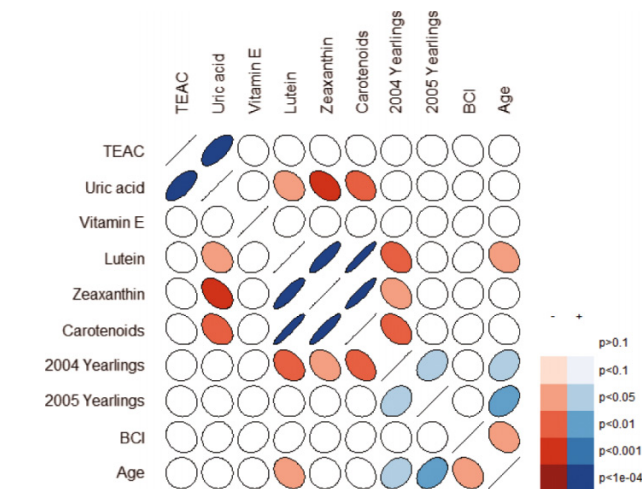 TEAC
Uric acid
Vitamin E
Lutein
Zeaxanthin
Carotenoids
2004 Yearlings
2005 Yearlings
BCI
Age
TEAC
Uric acid
Vitamin E
Lutein
Zeaxanthin
Carotenoids
2004 Yearlings
2005 Yearlings
BCI
Age
- +
p>0.1
p<0.1
p<0.05
p<0.01
p<0.001
p<1e-04